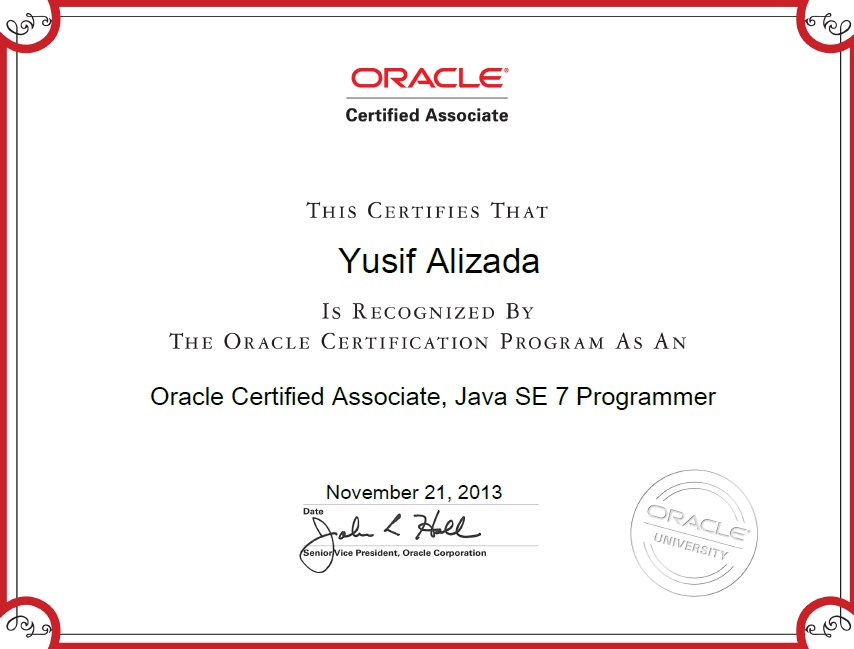 ORACLE®
Certified Associate
THIS CERTIFIES THAT
Yusif Alizada
IS RECOGNIZED BY
THE ORACLE CERTIFICATION PROGRAM AS AN
Oracle Certified Associate, Java SE 7 Programmer
November 21, 2013
Date
John L Hall
Senior Vice President, Oracle Corporation
ORACLE
UNIVERSITY